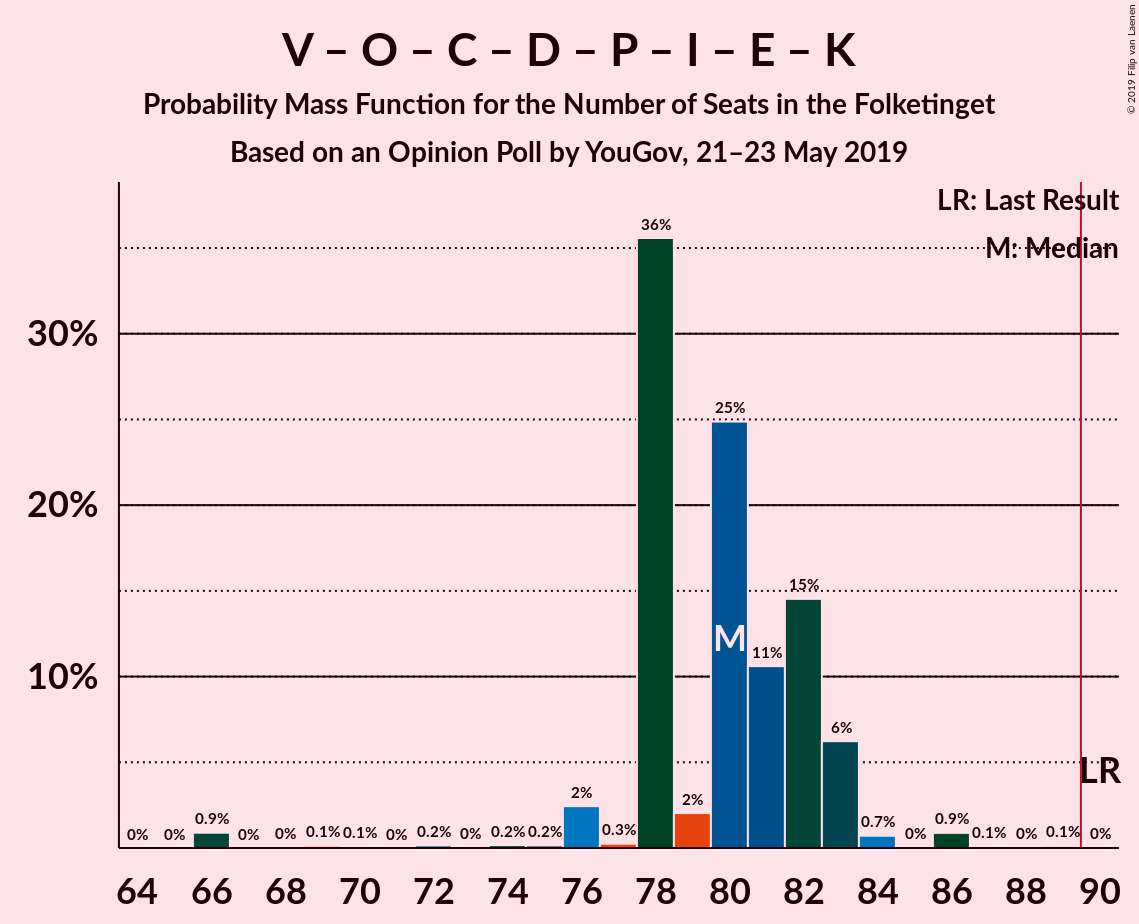 V – O – C – D – P – I – E – K
Probability Mass Function for the Number of Seats in the Folketinget
Based on an Opinion Poll by YouGov, 21–23 May 2019
© 2019 Filip van Laenen
LR: Last Result
M: Median
30%
20%
10%
0% 0% 0.9% 0% 0% 0.1% 0.1% 0% 0.2% 0% 0.2% 0.2% 2% 0.3% 36% 2% 25% 11% 15% 6% 0.7% 0% 0.9% 0.1% 0% 0.1% 0%
M
LR
64 66 68 70 72 74 76 78 80 82 84 86 88 90